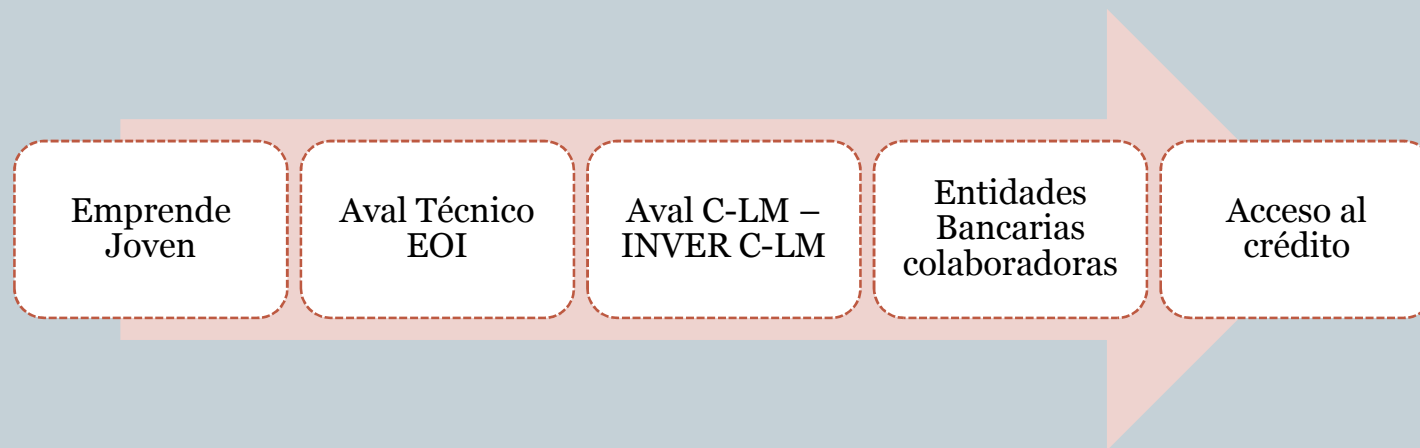 Emprende
Joven
Aval Técnico
EOI
Aval C-LM –
INVER C-LM
Entidades
Bancarias
colaboradoras
Acceso al
crédito